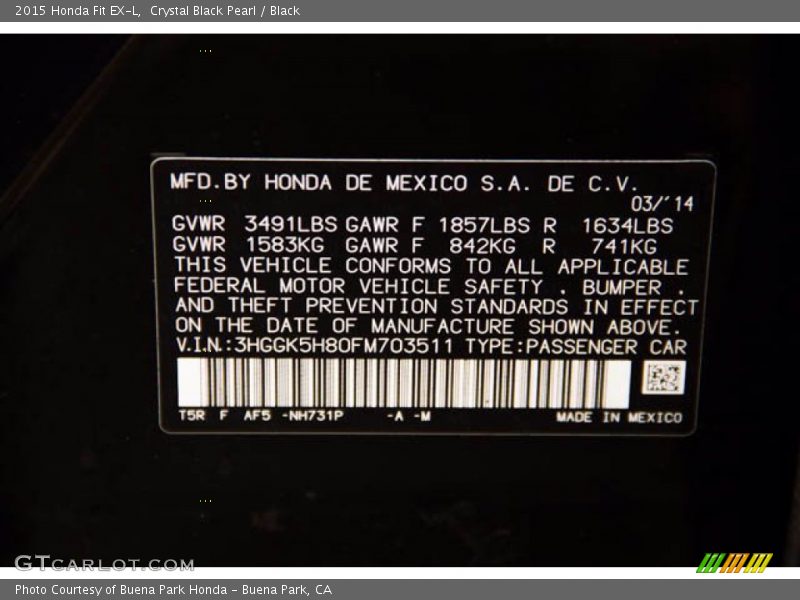 2015 Honda Fit EX-L, Crystal Black Pearl / Black
MFD.BY HONDA DE MEXICO S.A. DE C.V.
03/'14
GVWR 3491LBS GAWR F 1857LBS R 1634LBS
GVWR 1583KG GAWR F 842KG R 741KG
THIS VEHICLE CONFORMS TO ALL APPLICABLE
FEDERAL MOTOR VEHICLE SAFETY , BUMPER ,
AND THEFT PREVENTION STANDARDS IN EFFECT
ON THE DATE OF MANUFACTURE SHOWN ABOVE.
V.I.N.:3HGGK5H80FM703511 TYPE:PASSENGER CAR
T5R F AF5 -NH731P -A -M MADE IN MEXICO
GTCARLOT.COM
Photo Courtesy of Buena Park Honda - Buena Park, CA